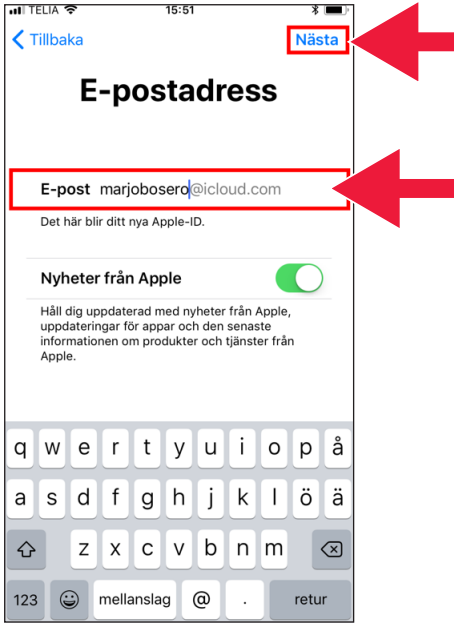 TELIA 15:51
Tillbaka Nästa
E-postadress
E-post marjobosero@icloud.com
Det här blir ditt nya Apple-ID.
Nyheter från Apple
Håll dig uppdaterad med nyheter från Apple,
uppdateringar för appar och den senaste
informationen om produkter och tjänster från
Apple.
q w e r t y u i o p å
a s d f g h j k l ö ä
z x c v b n m
123 mellanslag @ . retur